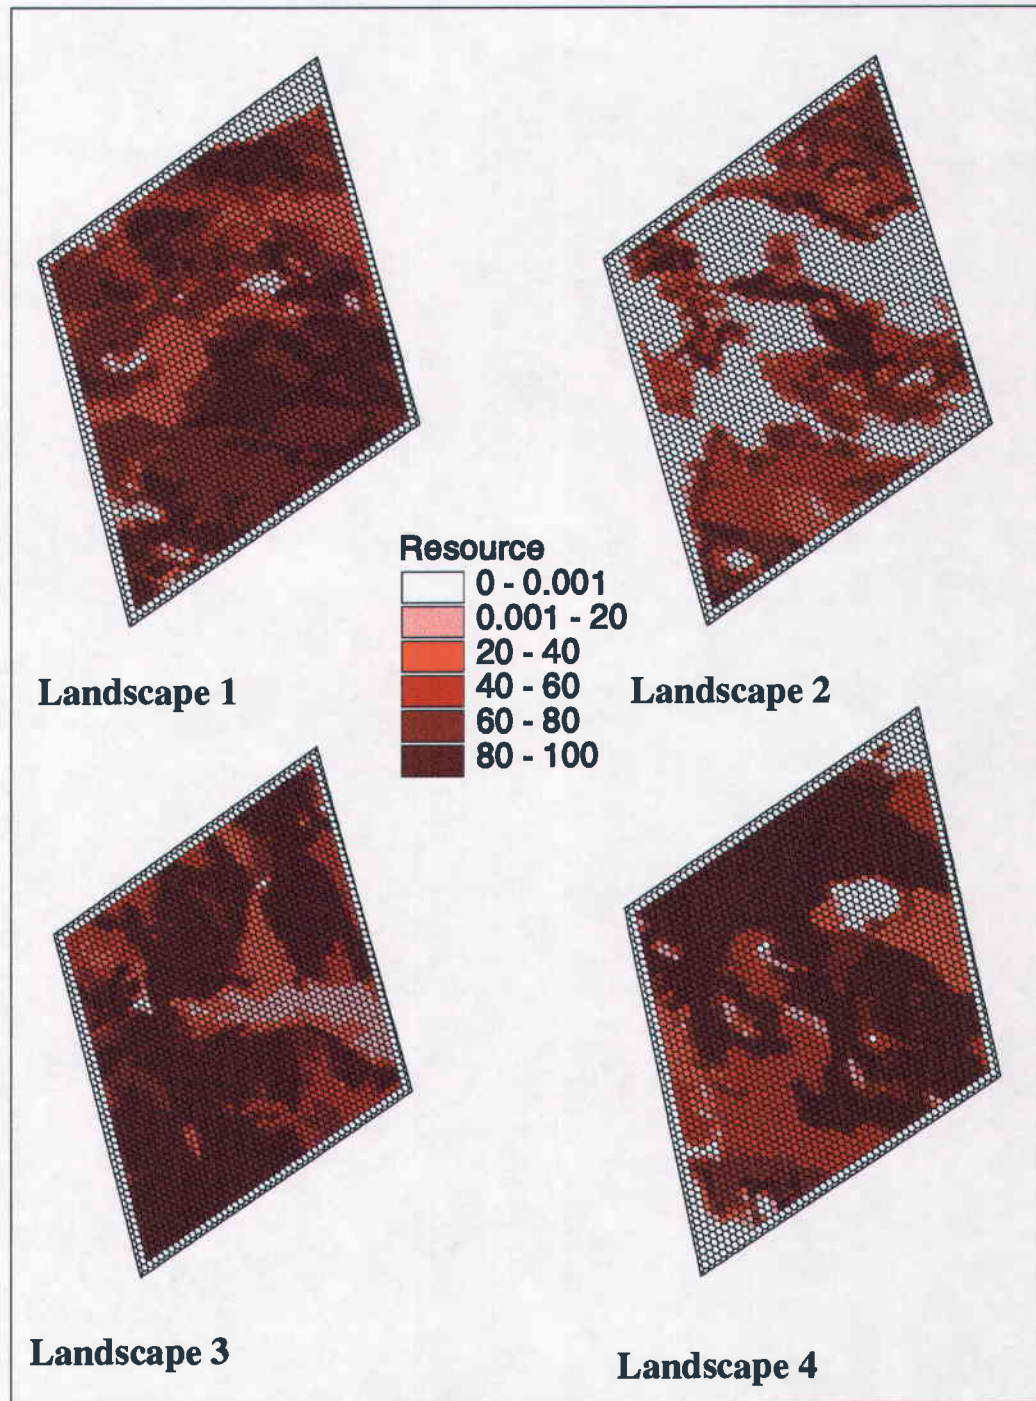 Resource
0 - 0.001
0.001 - 20
20 - 40
40 - 60
60 - 80
80 - 100
Landscape 1
Landscape 2
Landscape 3
Landscape 4